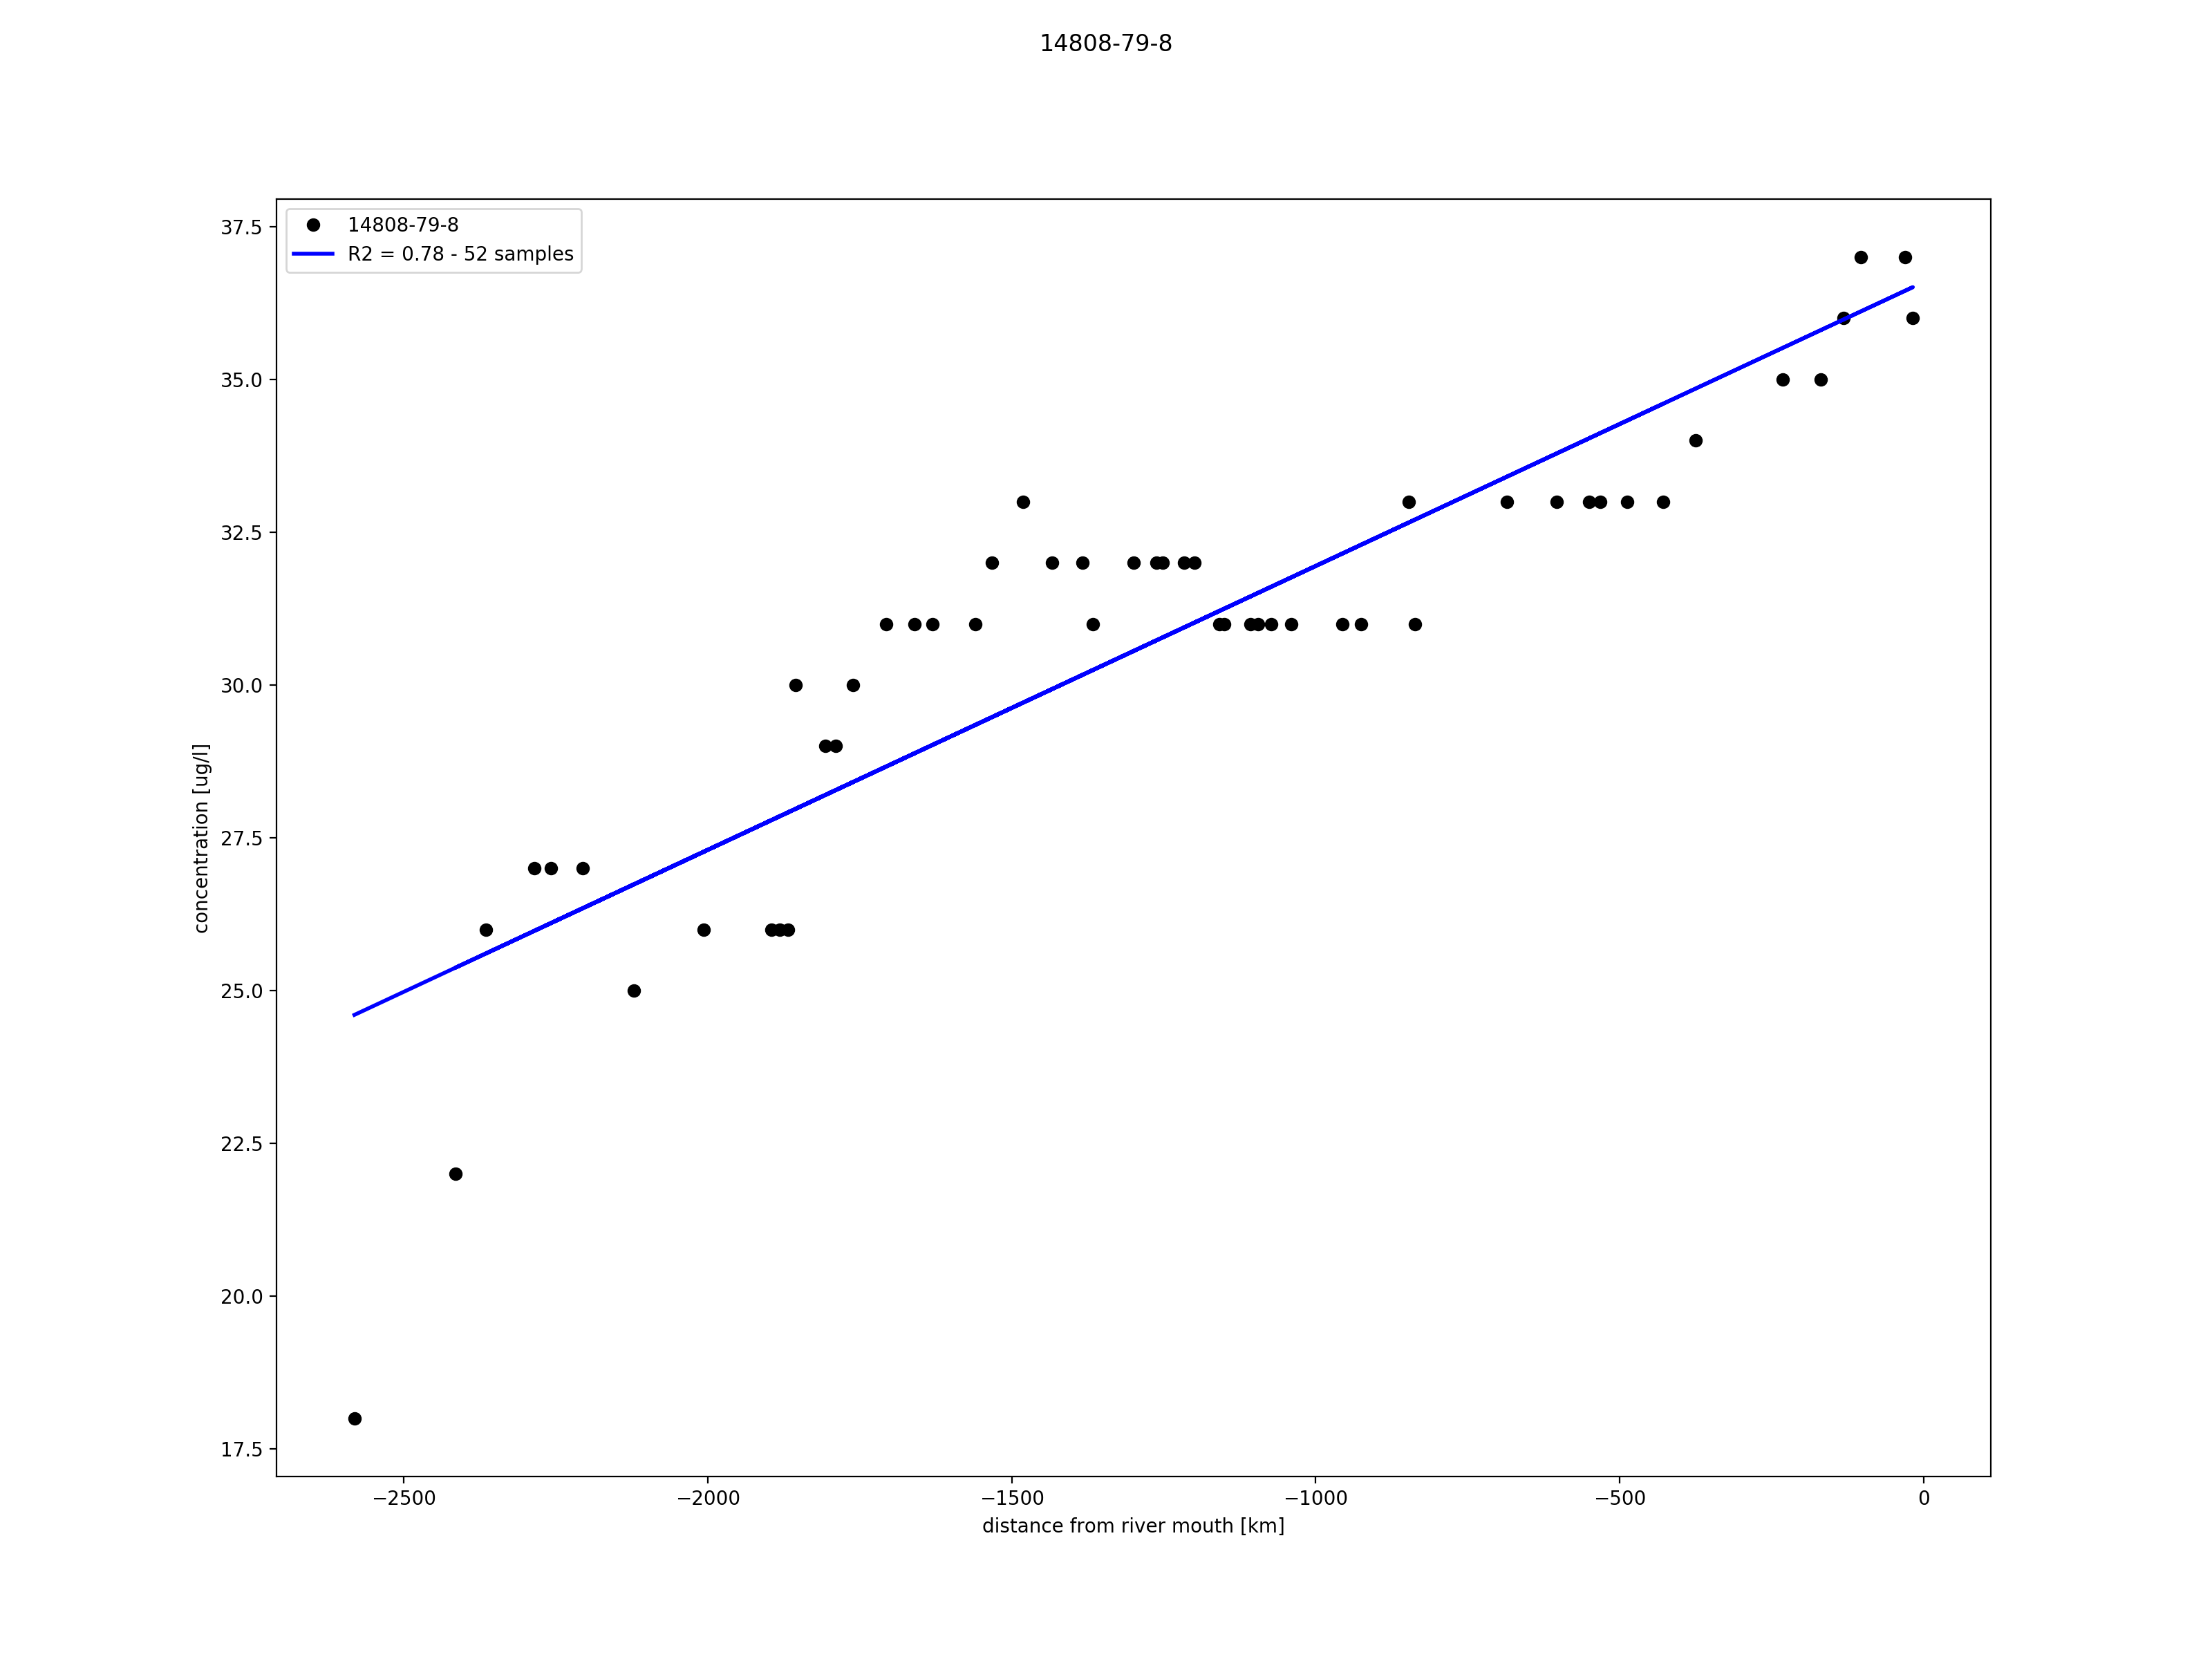 14808-79-8
14808-79-8
R2 = 0.78 - 52 samples
37.5
35.0
32.5
30.0
27.5
25.0
22.5
20.0
17.5
concentration [ug/l]
−2500 −2000 −1500 −1000 −500 0
distance from river mouth [km]